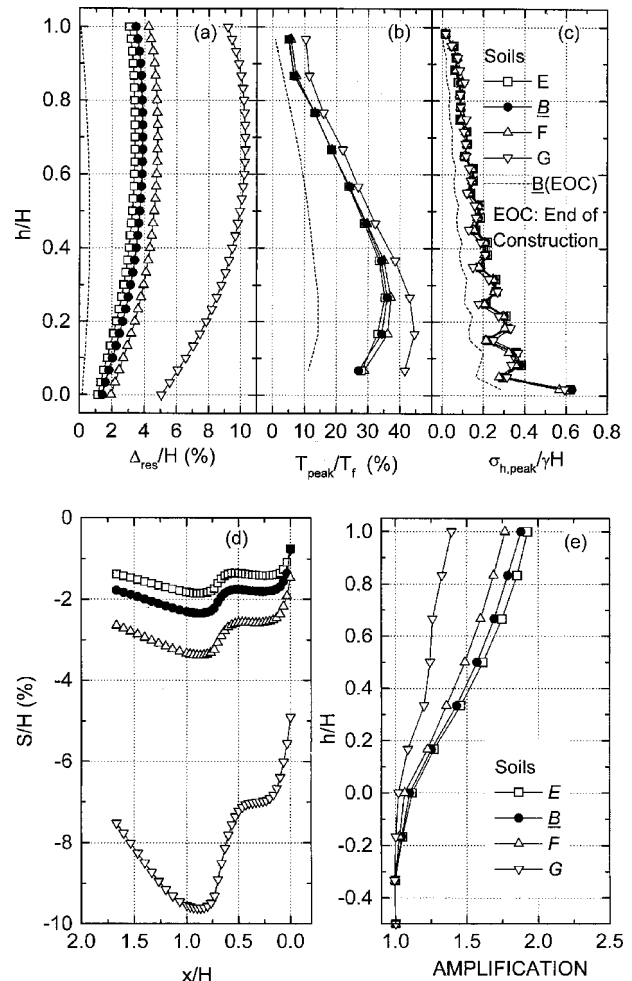 (a)
(b)
(c)
Soils
E
B
F
G
B(EOC)
EOC: End of
Construction
h/H
1.0
0.8
0.6
0.4
0.2
0.0
0 2 4 6 8 10
0 10 20 30 40
0.0 0.2 0.4 0.6 0.8
Δres/H (%)
Tpeak/Tf (%)
σh,peak/γH
(d)
S/H (%)
0
-2
-4
-6
-8
-10
2.0 1.5 1.0 0.5 0.0
x/H
(e)
h/H
1.0
0.8
0.6
0.4
0.2
0.0
-0.2
-0.4
Soils
E
B
F
G
1.0 1.5 2.0 2.5
AMPLIFICATION